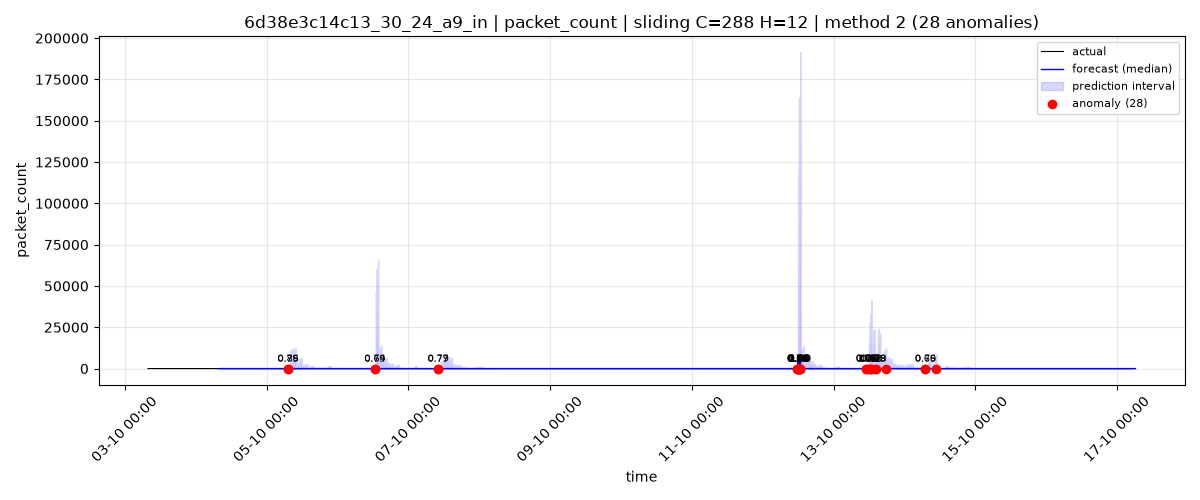 6d38e3c14c13_30_24_a9_in | packet_count | sliding C=288 H=12 | method 2 (28 anomalies)
actual
forecast (median)
prediction interval
anomaly (28)
packet_count
200000
175000
150000
125000
100000
75000
50000
25000
0
0.79
03-10 00:00
05-10 00:00
07-10 00:00
09-10 00:00
11-10 00:00
13-10 00:00
15-10 00:00
17-10 00:00
time